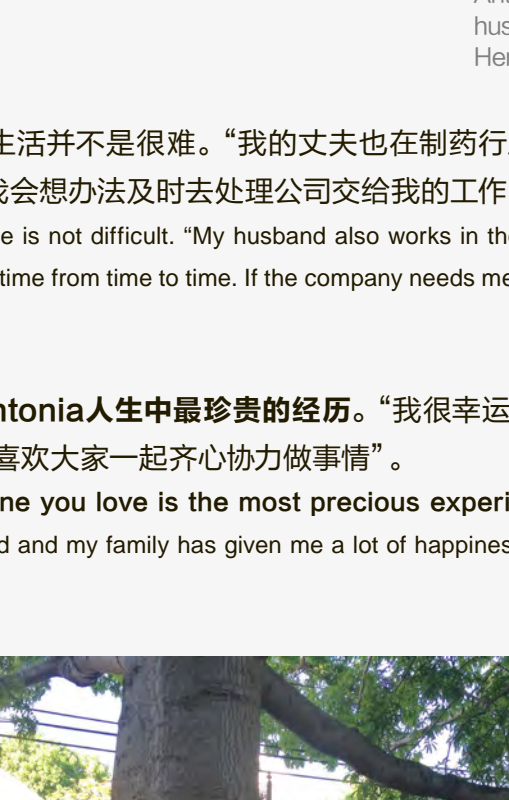 hus
Her
生活并不是很难。“我的丈夫也在制药行
我会想办法及时去处理公司交给我的工作
e is not difficult. “My husband also works in the
time from time to time. If the company needs me
ntonia人生中最珍贵的经历。“我很幸运
喜欢大家一起齐心协力做事情”。
ne you love is the most precious experi
d and my family has given me a lot of happines